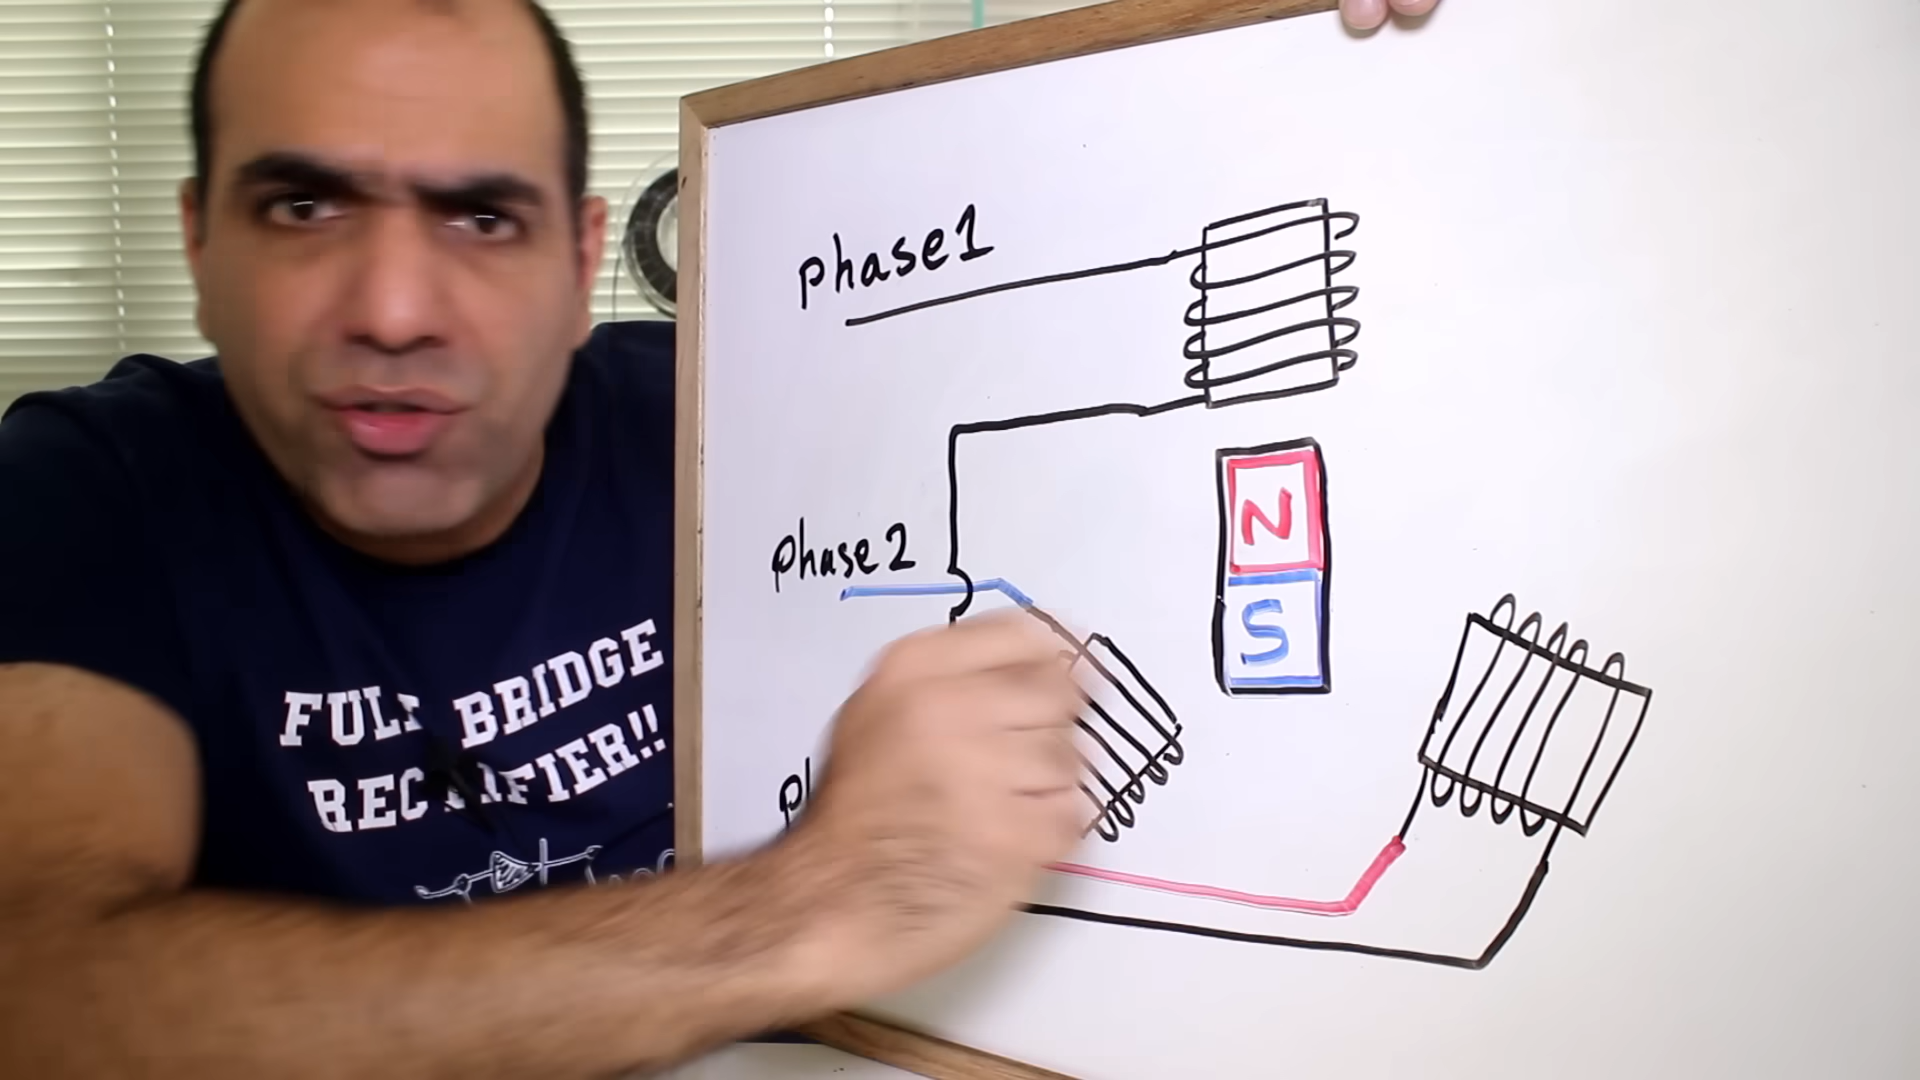 phase1
N
phase2
S
FULL BRIDGE
RECTIFIER!!